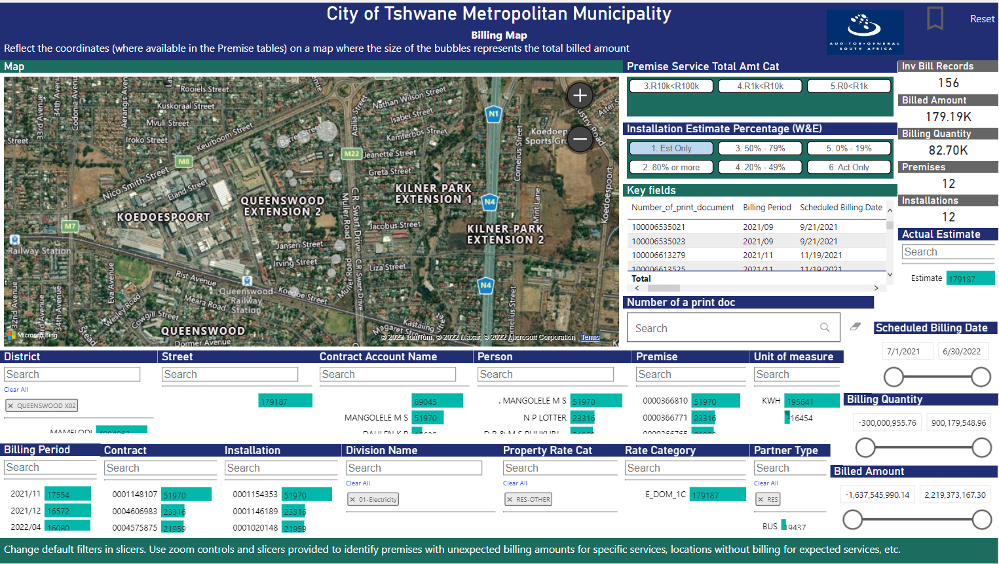 City of Tshwane Metropolitan Municipality
Billing Map
Reflect the coordinates (where available in the Premise tables) on a map where the size of the bubbles represents the total billed amount
AUDITOR-GENERAL
SOUTH AFRICA
Reset
Map
Rooiels Street
Kuskoraal Street
Mvuli Street
Iroko Street
Street
33rd Avenue
34th Avenue
Codonia Avenue
Aerangis Avenue
Keurboom Street
Barrel Street
Nathan Wilson Street
Isabel Street
Kamferbos Street
Abilia Street
N1
Koedoespoort
Sports Gro
M8
M22
Jeanette Street
Greta Street
Nico Smith Street
Eland Street
QUEENSWOOD
EXTENSION 2
KILNER PARK
EXTENSION 1
Cornelius Street
Mint Lane
Koedoespoort
N4
KOEDOESPOORT
M7
Railway Station
Muller Road
C.R. Swart Drive
Jacobus Street
KILNER PARK
EXTENSION 2
Jansen Street
Irving Street
Liza Street
Rist Avenue
Queenswood
Railway
Station
Koedoe Street
Muller Road
C.R. Swart Drive
N4
Eva Avenue
Wesley Road
Meara Road
Cowgill Street
32nd Avenue
34th Avenue
Stead
QUEENSWOOD
Dormer Avenue
Kastaling
Magaret Street
Cornelius Street
Microsoft Bing
© 2022 TomTom, © 2022 Maxar, © 2022 Microsoft Corporation Terms
Premise Service Total Amt Cat
3.R10k<R100k 4.R1k<R10k 5.R0<R1k
Installation Estimate Percentage (W&E)
1. Est Only 3. 50% - 79% 5. 0% - 19%
2. 80% or more 4. 20% - 49% 6. Act Only
Key fields
Number_of_print_document Billing Period Scheduled Billing Date
100006535021 2021/09 9/21/2021
100006535023 2021/09 9/21/2021
100006613279 2021/11 11/19/2021
100006613525 2021/11 11/19/2021
Total
Number of a print doc
Search
Inv Bill Records
156
Billed Amount
179.19K
Billing Quantity
82.70K
Premises
12
Installations
12
Actual Estimate
Search
Estimate 179187
Scheduled Billing Date
7/1/2021 6/30/2022
Billing Quantity
-300,000,955.76 900,179,548.96
Billed Amount
-1,637,545,990.14 2,219,373,167.30
District
Search
Clear All
QUEENSWOOD X02
MAMELODI 4094062
Street
Search
179187
Contract Account Name
Search
89045
MANGOLELE M S 51970
Person
Search
. MANGOLELE M S 51970
N P LOTTER 23316
Premise
Search
0000366810 51970
0000366771 23316
0000366765 21959
Unit of measure
Search
KWH 195641
-16454
Billing Period
Search
2021/11 17554
2021/12 16572
2022/04 16080
Contract
Search
0001148107 51970
0004606983 23316
0004575875 21959
Installation
Search
0001154353 51970
0001146189 23316
0001020148 21959
Division Name
Search
Clear All
01-Electricity
Property Rate Cat
Search
Clear All
RES-OTHER
Rate Category
Search
E_DOM_1C 179187
Partner Type
Search
Clear All
RES
BUS 19437
Change default filters in slicers. Use zoom controls and slicers provided to identify premises with unexpected billing amounts for specific services, locations without billing for expected services, etc.